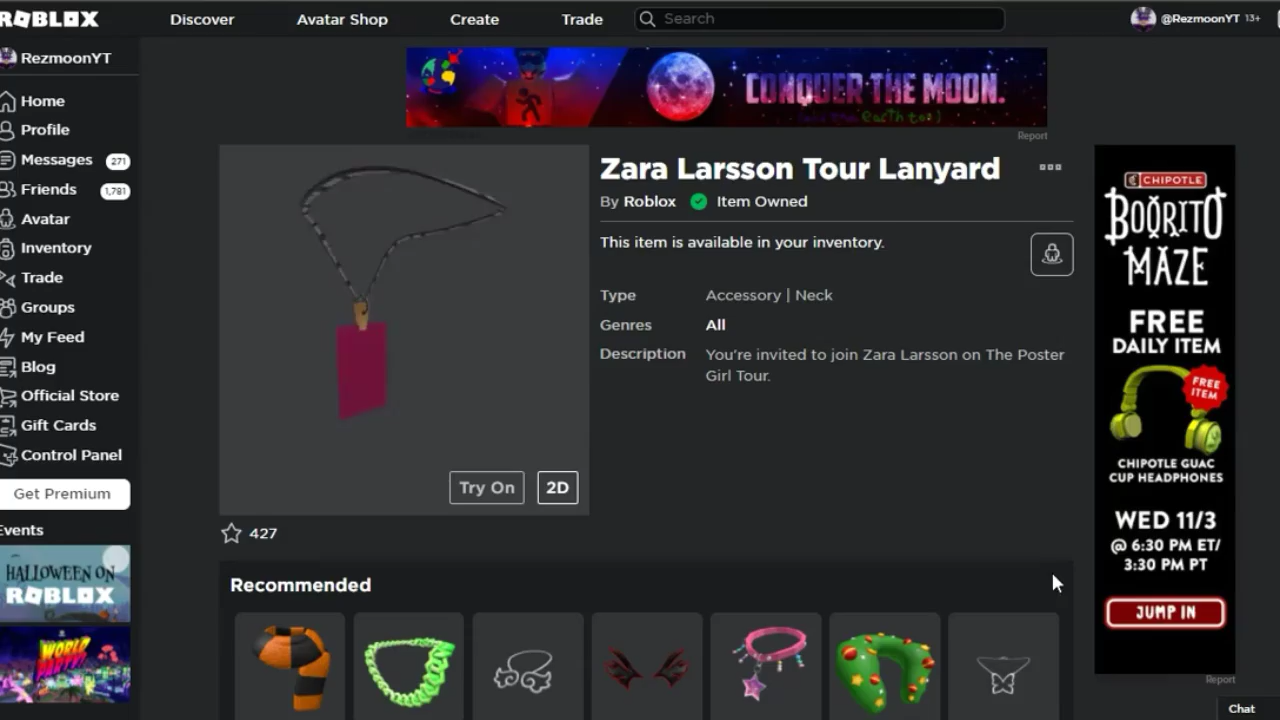 ROBLOX
Discover
Avatar Shop
Create
Trade
Search
@RezmoonYT 13+
RezmoonYT
Home
Profile
Messages 271
Friends 1,781
Avatar
Inventory
Trade
Groups
My Feed
Blog
Official Store
Gift Cards
Control Panel
Get Premium
Events
HALLOWEEN ON
ROBLOX
WORLD
PARTY
CONQUER THE MOON.
Report
Zara Larsson Tour Lanyard
By Roblox Item Owned
This item is available in your inventory.
Type Accessory | Neck
Genres All
Description You're invited to join Zara Larsson on The Poster
Girl Tour.
Try On 2D
427
Recommended
CHIPOTLE
BOORITO
MAZE
FREE
DAILY ITEM
FREE
ITEM
CHIPOTLE GUAC
CUP HEADPHONES
WED 11/3
@ 6:30 PM ET/
3:30 PM PT
JUMP IN
Report
Chat